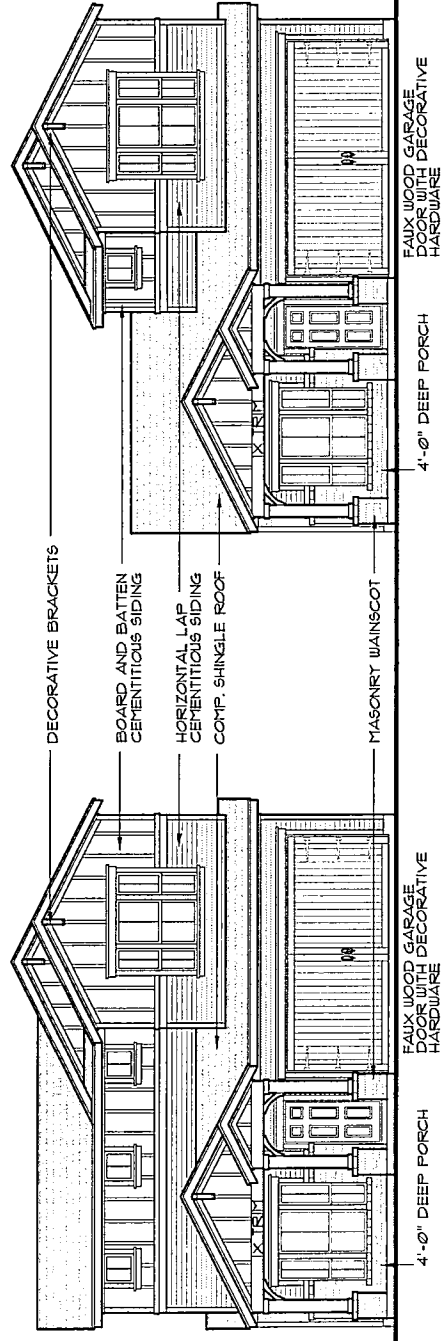 DECORATIVE BRACKETS
BOARD AND BATTEN
CEMENTITIOUS SIDING
HORIZONTAL LAP
CEMENTITIOUS SIDING
COMP. SHINGLE ROOF
MASONRY WAINSCOT
4'-0" DEEP PORCH
FAUX WOOD GARAGE
DOOR WITH DECORATIVE
HARDWARE
4'-0" DEEP PORCH
FAUX WOOD GARAGE
DOOR WITH DECORATIVE
HARDWARE